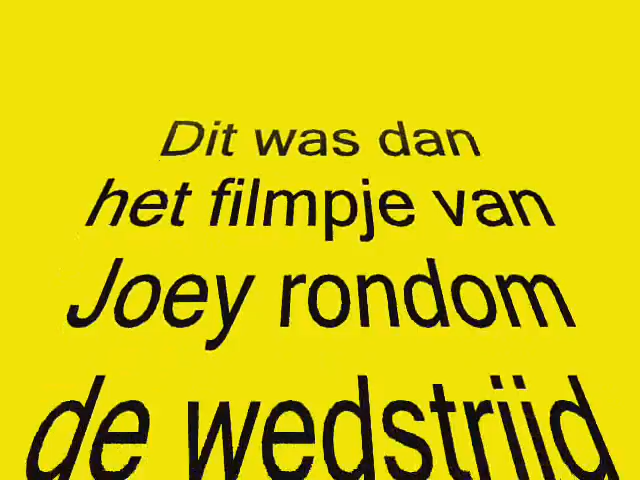 Dit was dan
het filmpje van
Joey rondom
de wedstrijd